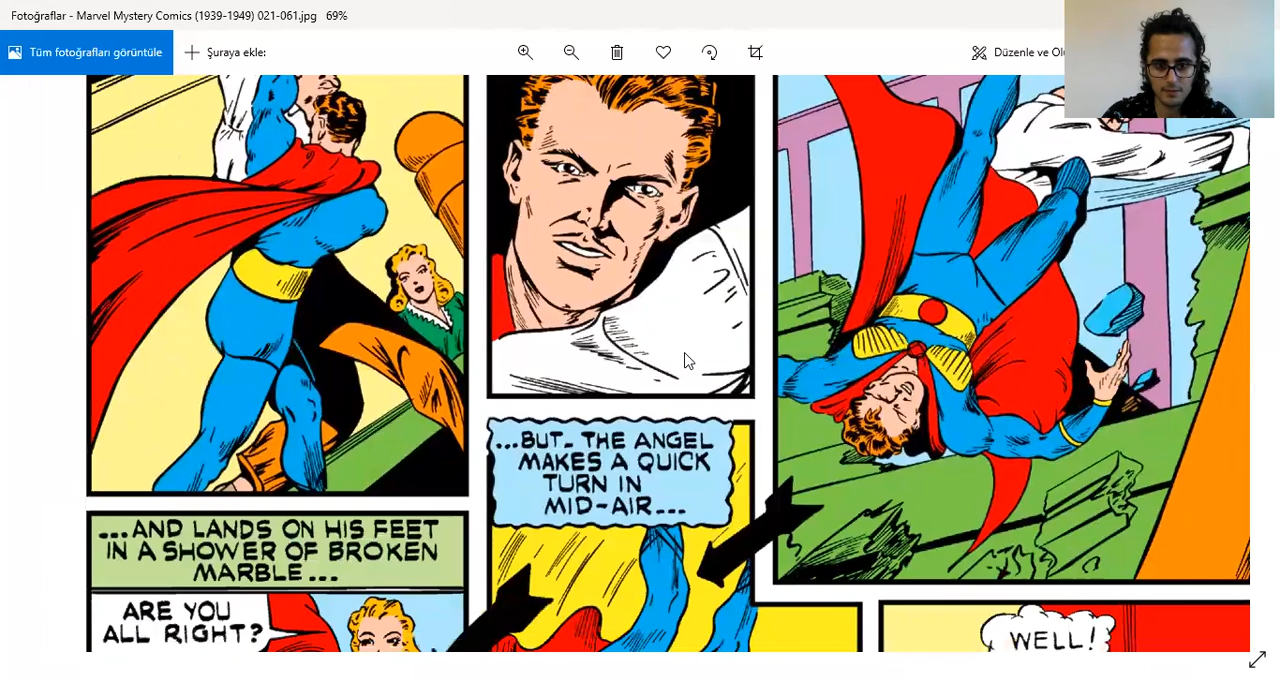 Fotoğraflar - Marvel Mystery Comics (1939-1949) 021-061.jpg   69%
Tüm fotoğrafları görüntüle
Şuraya ekle:
Düzenle ve Ol
...BUT- THE ANGEL
MAKES A QUICK
TURN IN
MID-AIR...
...AND LANDS ON HIS FEET
IN A SHOWER OF BROKEN
MARBLE...
ARE YOU
ALL RIGHT?
WELL!